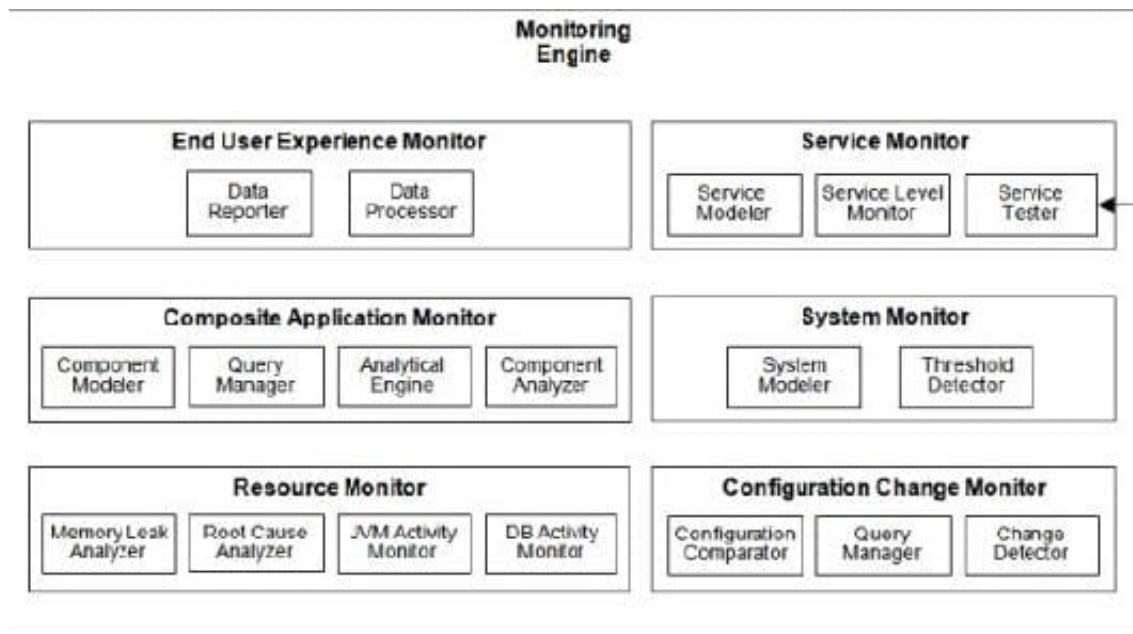 Monitoring
Engine
End User Experience Monitor
Data
Reporter
Data
Processor
Service Monitor
Service
Modeler
Service Level
Monitor
Service
Tester
Composite Application Monitor
Component
Modeler
Query
Manager
Analytical
Engine
Component
Analyzer
System Monitor
System
Modeler
Threshold
Detector
Resource Monitor
Memory Leak
Analyzer
Root Cause
Analyzer
JVM Activity
Monitor
DB Activity
Monitor
Configuration Change Monitor
Configuration
Comparator
Query
Manager
Change
Detector